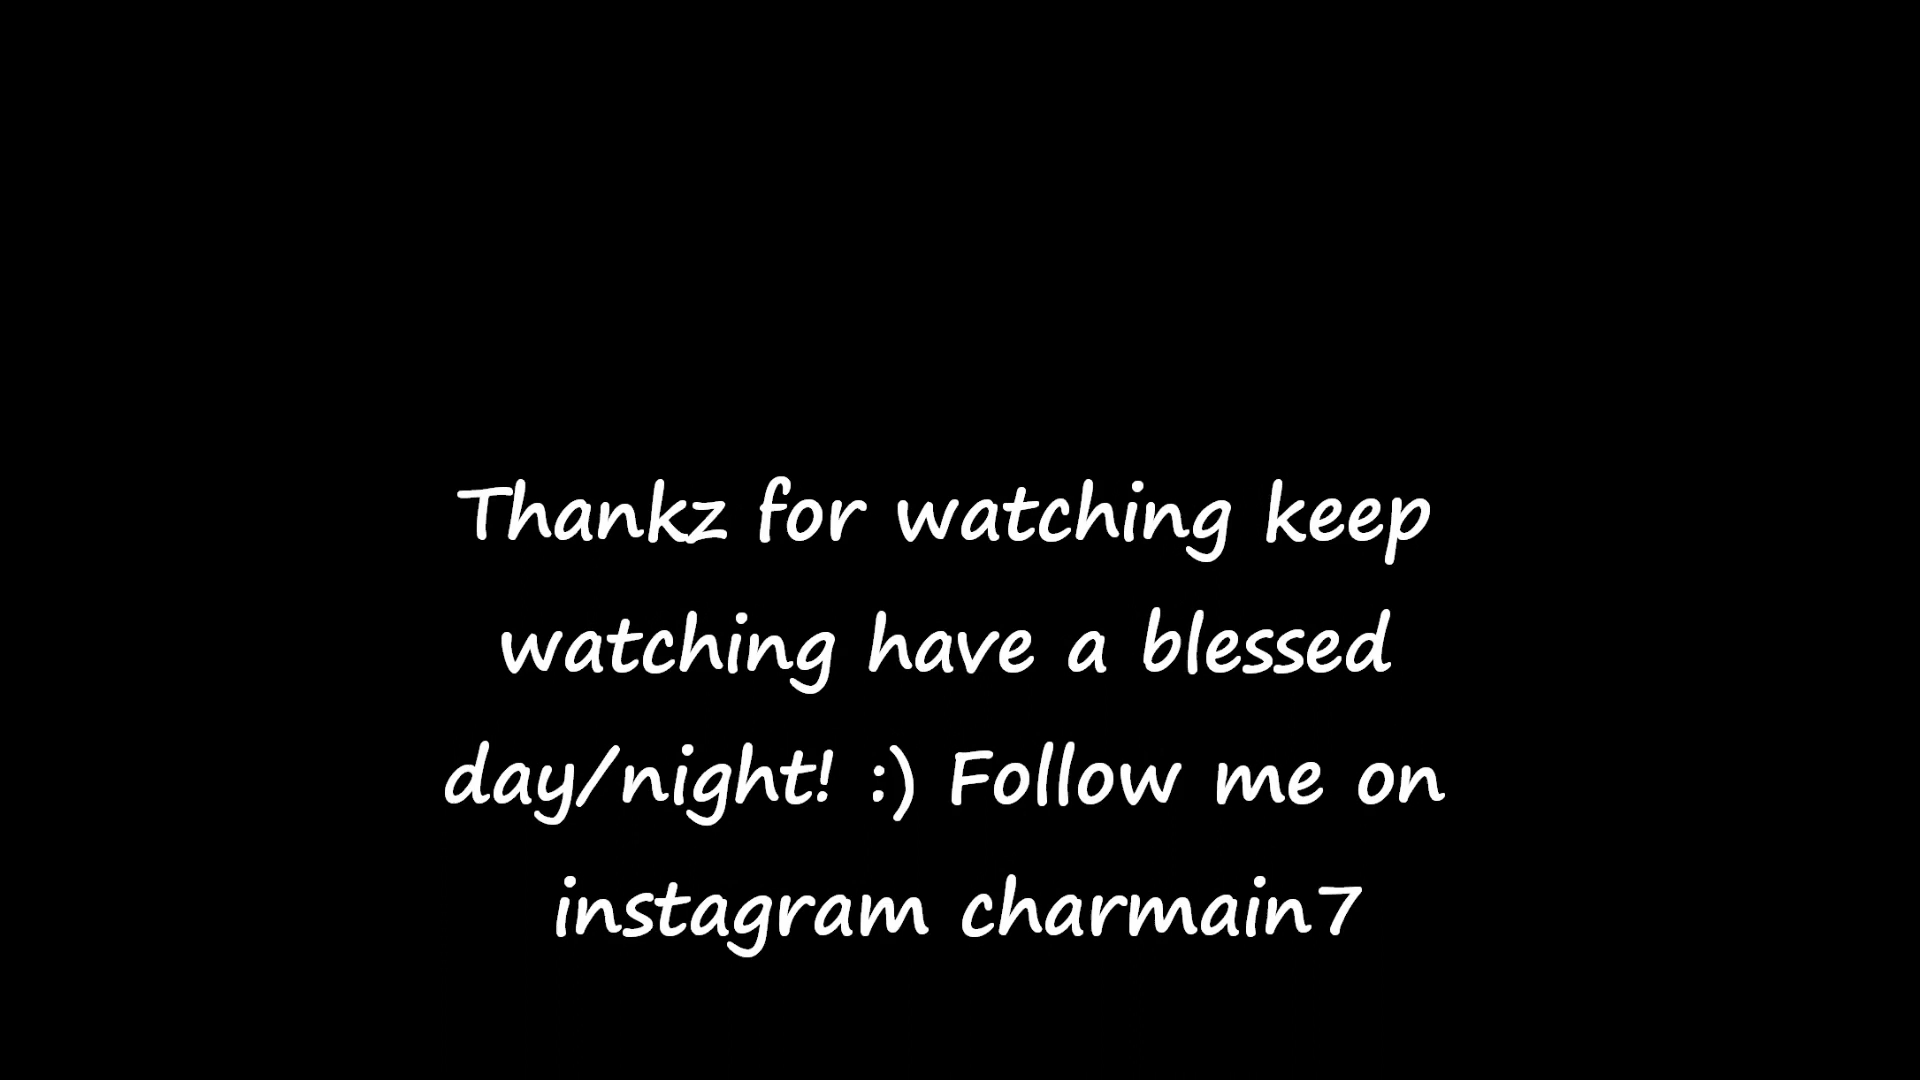 Thankz for watching keep
watching have a blessed
day/night! :) Follow me on
instagram charmain7